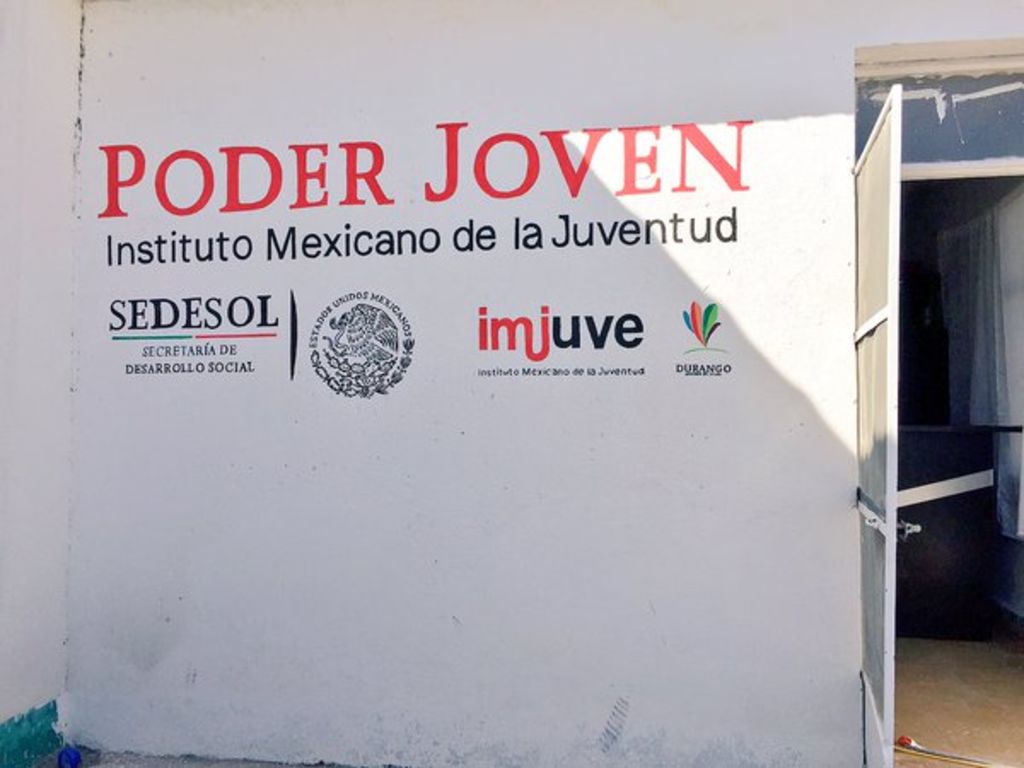 PODER JOVEN
Instituto Mexicano de la Juventud
SEDESOL
SECRETARÍA DE
DESARROLLO SOCIAL
ESTADOS UNIDOS MEXICANOS
imjuve
Instituto Mexicano de la Juventud
DURANGO